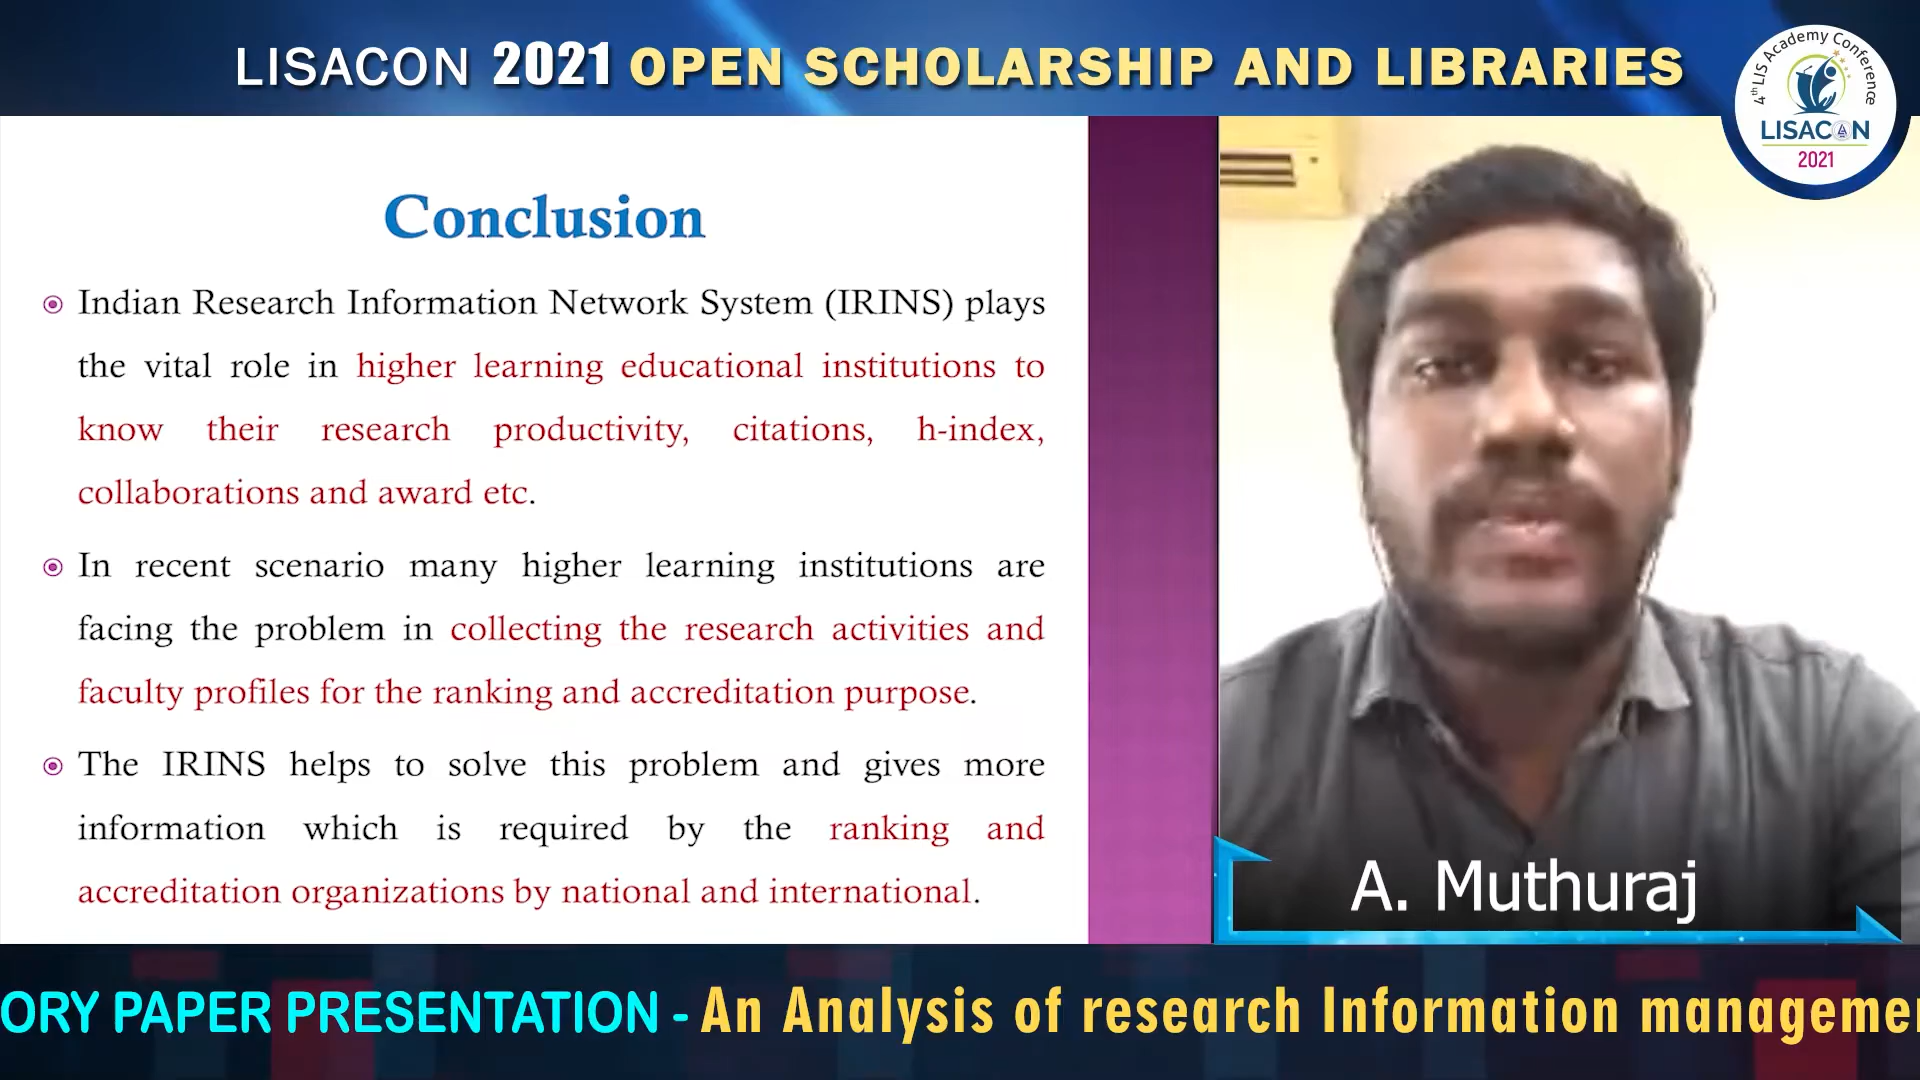 LISACON 2021 OPEN SCHOLARSHIP AND LIBRARIES
4th LIS Academy Conference
LISACON
2021
Conclusion
Indian Research Information Network System (IRINS) plays
the vital role in higher learning educational institutions to
know their research productivity, citations, h-index,
collaborations and award etc.
In recent scenario many higher learning institutions are
facing the problem in collecting the research activities and
faculty profiles for the ranking and accreditation purpose.
The IRINS helps to solve this problem and gives more
information which is required by the ranking and
accreditation organizations by national and international.
A. Muthuraj
ORY PAPER PRESENTATION - An Analysis of research Information manageme